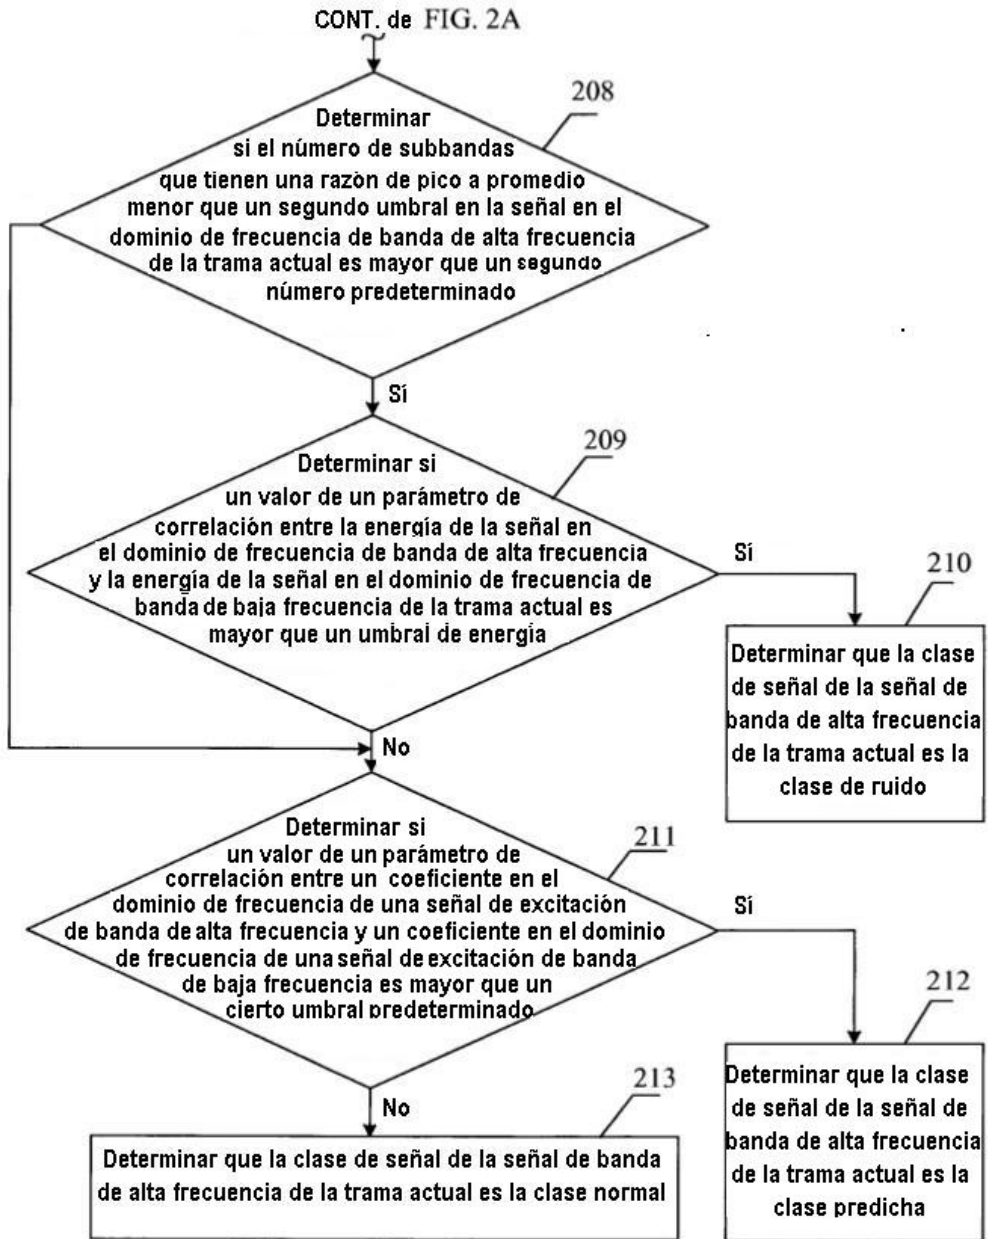 CONT. de FIG. 2A
208
Determinar
si el número de subbandas
que tienen una razón de pico a promedio
menor que un segundo umbral en la señal en el
dominio de frecuencia de banda de alta frecuencia
de la trama actual es mayor que un segundo
número predeterminado
Sí
209
Determinar si
un valor de un parámetro de
correlación entre la energía de la señal en
el dominio de frecuencia de banda de alta frecuencia
y la energía de la señal en el dominio de frecuencia de
banda de baja frecuencia de la trama actual es
mayor que un umbral de energía
Sí
210
Determinar que la clase
de señal de la señal de
banda de alta frecuencia
de la trama actual es la
clase de ruido
No
211
Determinar si
un valor de un parámetro de
correlación entre un coeficiente en el
dominio de frecuencia de una señal de excitación
de banda de alta frecuencia y un coeficiente en el dominio
de frecuencia de una señal de excitación de banda
de baja frecuencia es mayor que un
cierto umbral predeterminado
Sí
212
Determinar que la clase
de señal de la señal de
banda de alta frecuencia
de la trama actual es la
clase predicha
No
213
Determinar que la clase de señal de la señal de banda
de alta frecuencia de la trama actual es la clase normal